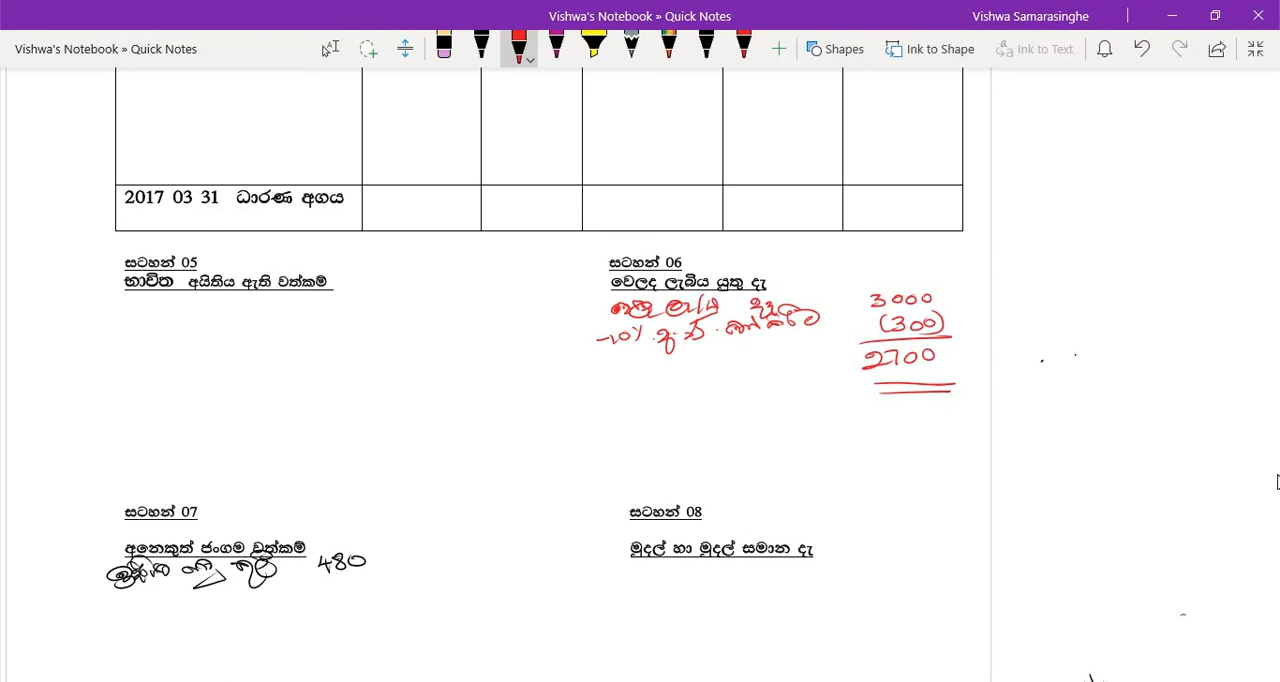 Vishwa's Notebook » Quick Notes
Vishwa Samarasinghe
Vishwa's Notebook » Quick Notes
Shapes
Ink to Shape
Ink to Text
2017 03 31 ධාරණ අගය
සටහන් 05
භාවිත අයිතිය ඇති වත්කම්
සටහන් 06
වෙලද ලැබිය යුතු දෑ
3000
-10%
(300)
2700
සටහන් 07
අනෙකුත් ජංගම වත්කම්
480
සටහන් 08
මුදල් හා මුදල් සමාන දෑ